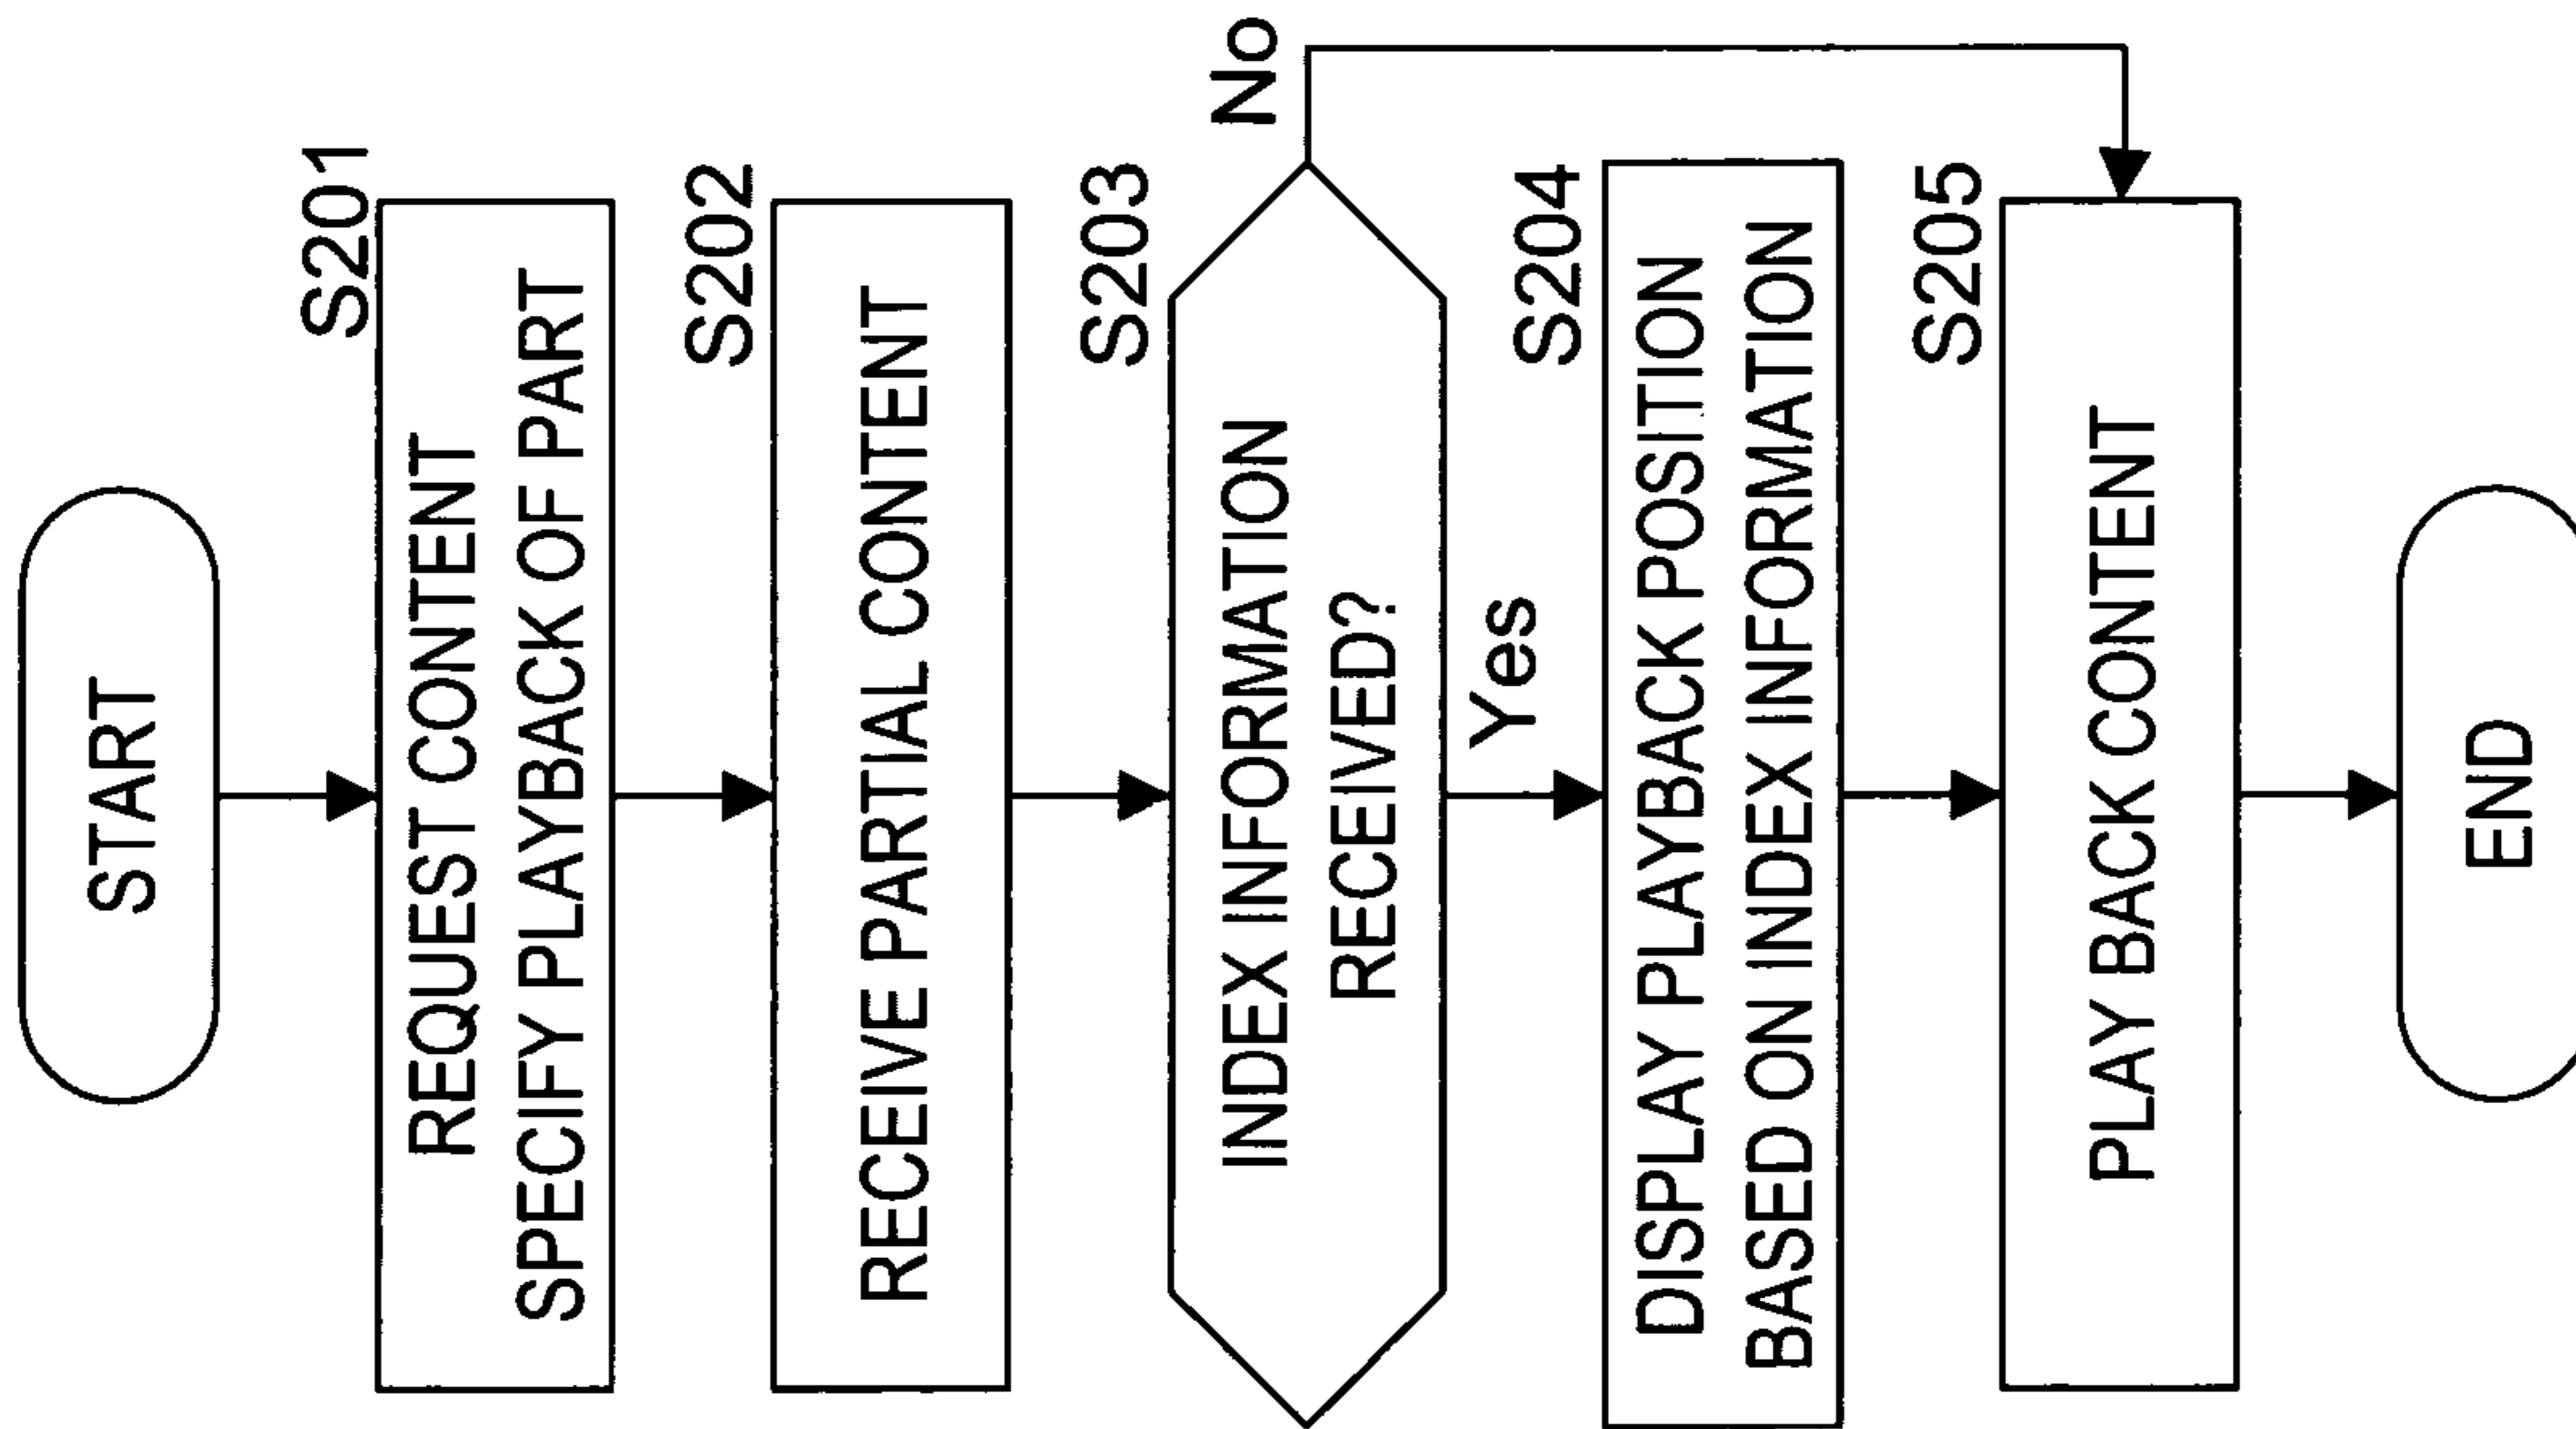 START
S201
REQUEST CONTENT
SPECIFY PLAYBACK OF PART
S202
RECEIVE PARTIAL CONTENT
S203
INDEX INFORMATION
RECEIVED?
No
Yes
S204
DISPLAY PLAYBACK POSITION
BASED ON INDEX INFORMATION
S205
PLAY BACK CONTENT
END